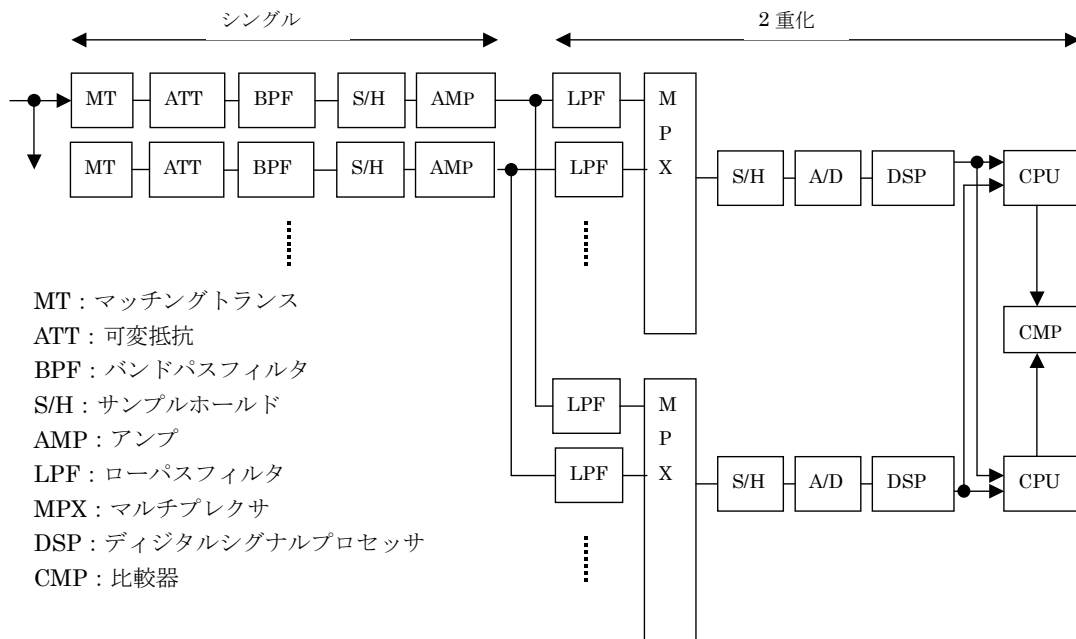 シングル
2 重化
MT ATT BPF S/H AMP LPF
M
P
X
MT ATT BPF S/H AMP LPF
S/H A/D DSP CPU
CMP
MT：マッチングトランス
ATT：可変抵抗
BPF：バンドパスフィルタ
S/H：サンプルホールド
AMP：アンプ
LPF：ローパスフィルタ
MPX：マルチプレクサ
DSP：ディジタルシグナルプロセッサ
CMP：比較器
LPF
M
P
X
LPF
S/H A/D DSP CPU